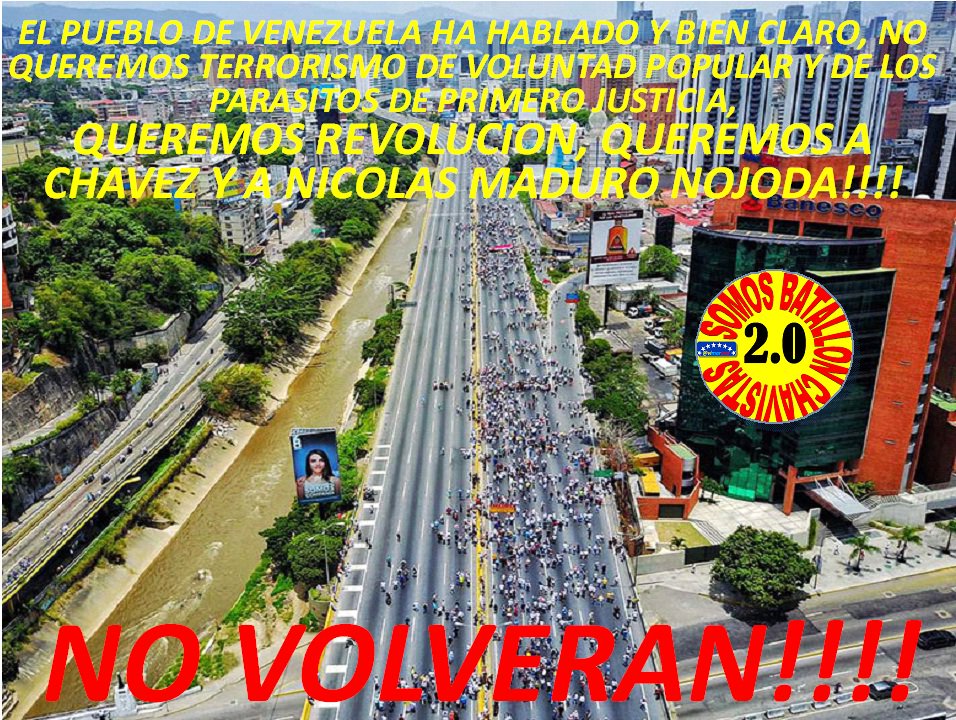 EL PUEBLO DE VENEZUELA HA HABLADO Y BIEN CLARO, NO
QUEREMOS TERRORISMO DE VOLUNTAD POPULAR Y DE LOS
PARASITOS DE PRIMERO JUSTICIA,
QUEREMOS REVOLUCION, QUEREMOS A
CHAVEZ Y A NICOLAS MADURO NOJODA!!!!
Banesco
SOMOS BATALLON CHAVISTAS
2.0
SOMOS
NO VOLVERAN!!!!